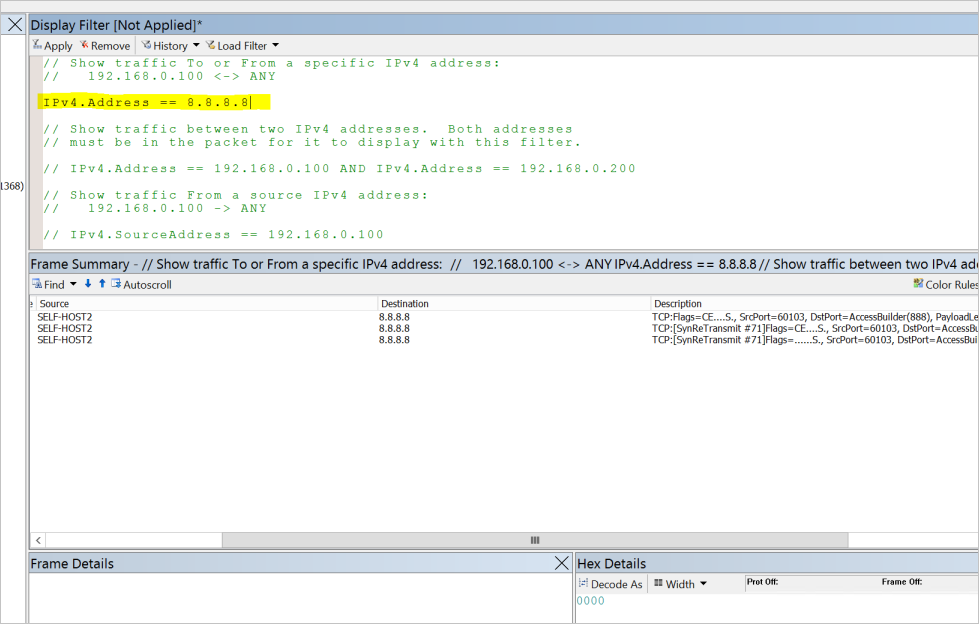 Display Filter [Not Applied]*
Apply Remove History Load Filter
// Show traffic To or From a specific IPv4 address:
// 192.168.0.100 <-> ANY
IPv4.Address == 8.8.8.8
// Show traffic between two IPv4 addresses. Both addresses
// must be in the packet for it to display with this filter.
// IPv4.Address == 192.168.0.100 AND IPv4.Address == 192.168.0.200
1368)
// Show traffic From a source IPv4 address:
// 192.168.0.100 -> ANY
// IPv4.SourceAddress == 192.168.0.100
Frame Summary - // Show traffic To or From a specific IPv4 address: // 192.168.0.100 <-> ANY IPv4.Address == 8.8.8.8 // Show traffic between two IPv4 ad
Find Autoscroll Color Rules
e Source Destination Description
SELF-HOST2 8.8.8.8 TCP:Flags=CE....S., SrcPort=60103, DstPort=AccessBuilder(888), PayloadLe
SELF-HOST2 8.8.8.8 TCP:[SynReTransmit #71]Flags=CE....S., SrcPort=60103, DstPort=AccessBu
SELF-HOST2 8.8.8.8 TCP:[SynReTransmit #71]Flags=......S., SrcPort=60103, DstPort=AccessBui
Frame Details Hex Details
Decode As Width Prot Off: Frame Off:
0000